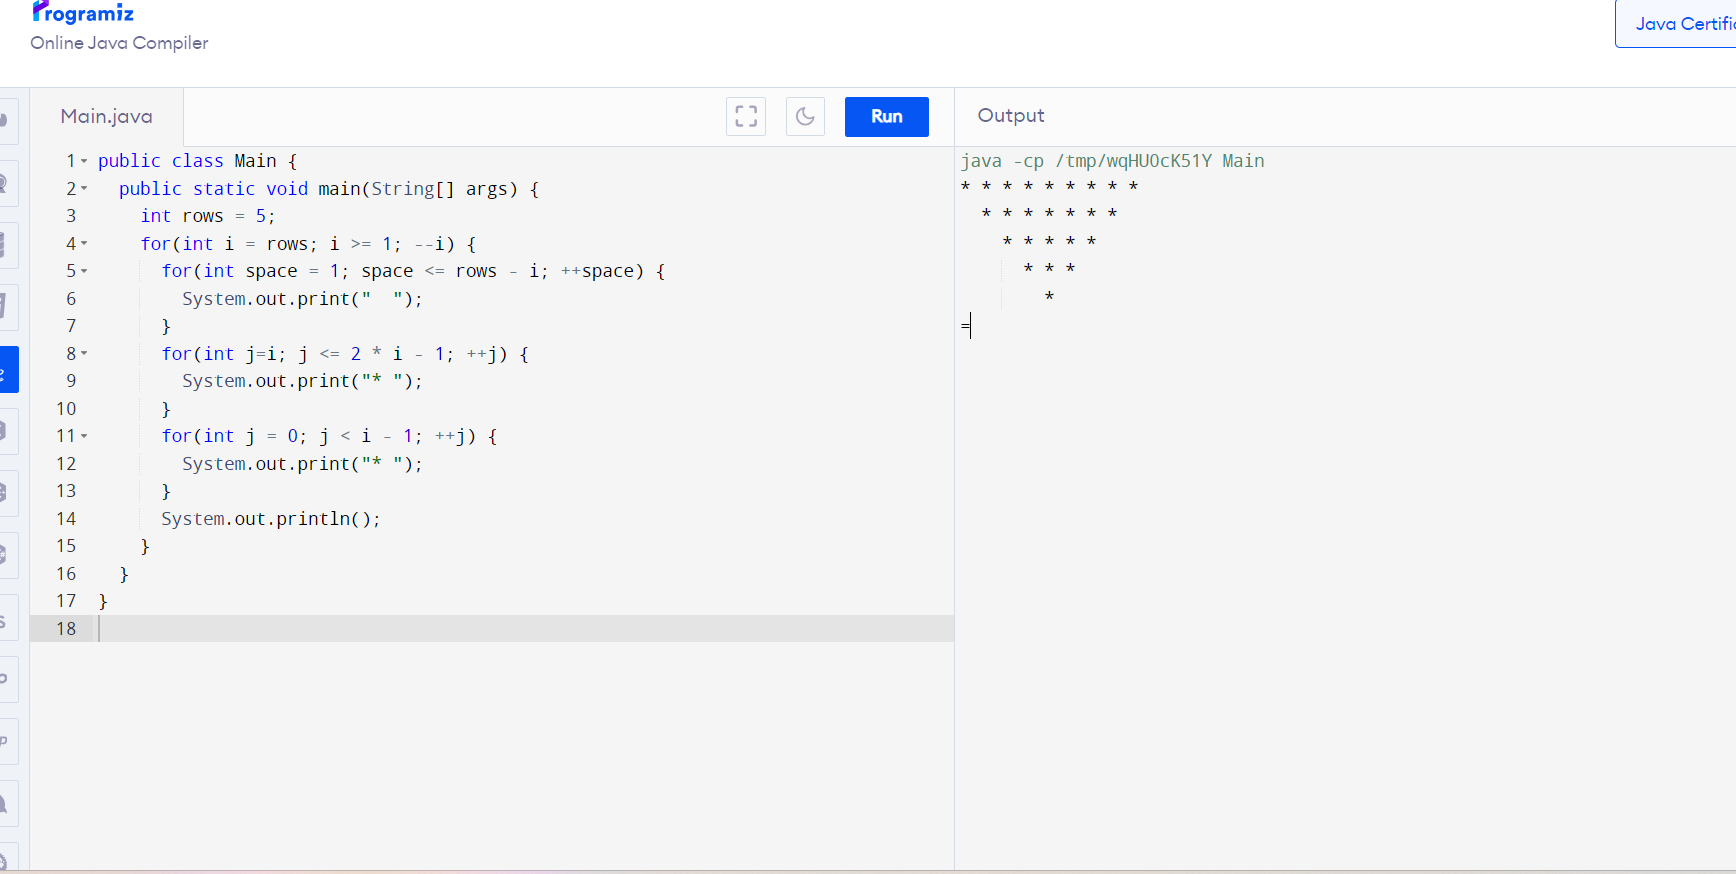 Programiz
Online Java Compiler
Java Certifi
Main.java
Run
Output
1 public class Main {
2 public static void main(String[] args) {
3 int rows = 5;
4 for(int i = rows; i >= 1; --i) {
5 for(int space = 1; space <= rows - i; ++space) {
6 System.out.print("  ");
7 }
8 for(int j=i; j <= 2 * i - 1; ++j) {
9 System.out.print("* ");
10 }
11 for(int j = 0; j < i - 1; ++j) {
12 System.out.print("* ");
13 }
14 System.out.println();
15 }
16 }
17 }
18
java -cp /tmp/wqHU0cK51Y Main
* * * * * * * * *
* * * * * * *
* * * * *
* * *
*
=